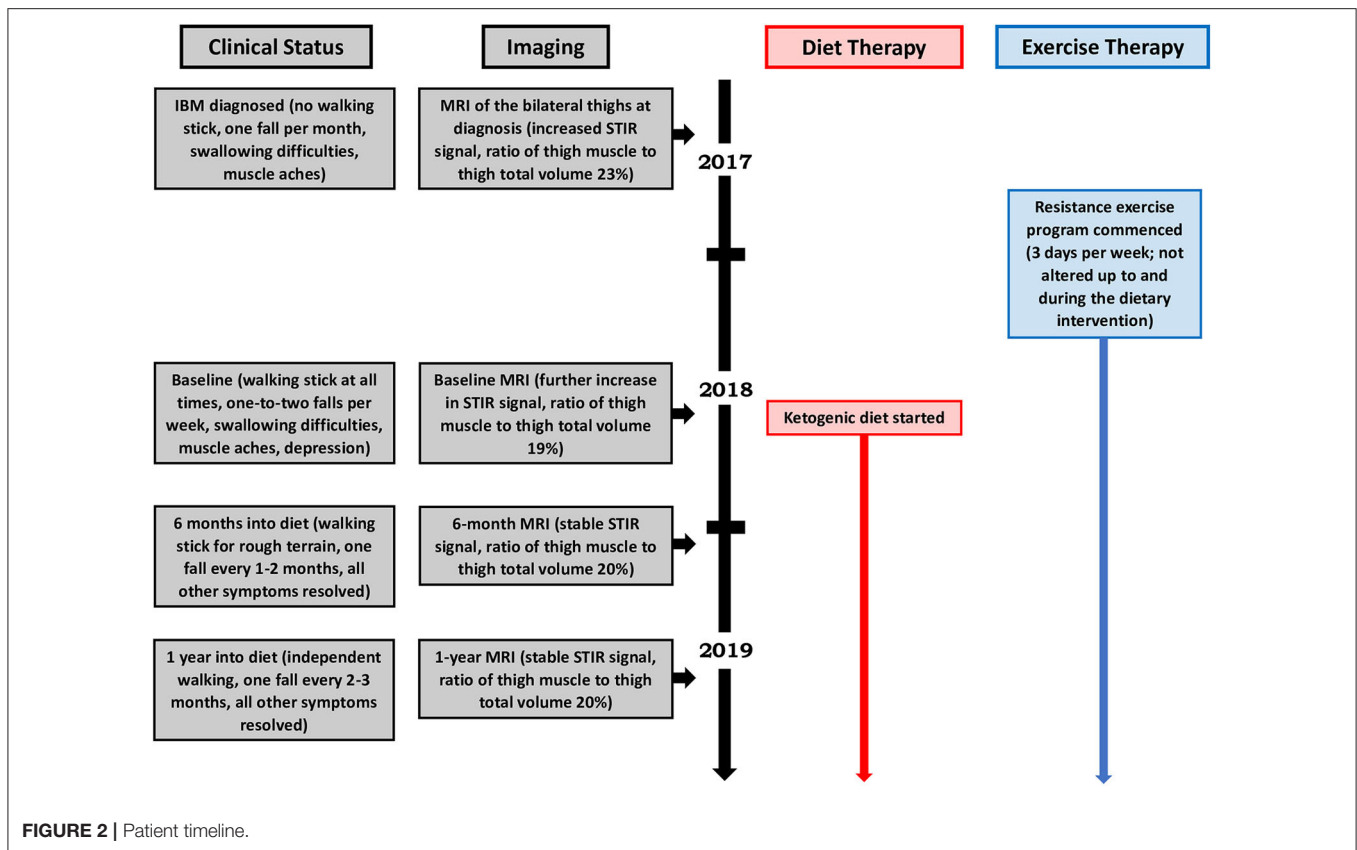 Clinical Status
Imaging
Diet Therapy
Exercise Therapy
IBM diagnosed (no walking
stick, one fall per month,
swallowing difficulties,
muscle aches)
MRI of the bilateral thighs at
diagnosis (increased STIR
signal, ratio of thigh muscle to
thigh total volume 23%)
2017
Resistance exercise
program commenced
(3 days per week; not
altered up to and
during the dietary
intervention)
Baseline (walking stick at all
times, one-to-two falls per
week, swallowing difficulties,
muscle aches, depression)
Baseline MRI (further increase
in STIR signal, ratio of thigh
muscle to thigh total volume
19%)
2018
Ketogenic diet started
6 months into diet (walking
stick for rough terrain, one
fall every 1-2 months, all
other symptoms resolved)
6-month MRI (stable STIR
signal, ratio of thigh muscle to
thigh total volume 20%)
1 year into diet (independent
walking, one fall every 2-3
months, all other symptoms
resolved)
1-year MRI (stable STIR signal,
ratio of thigh muscle to thigh
total volume 20%)
2019
FIGURE 2 | Patient timeline.